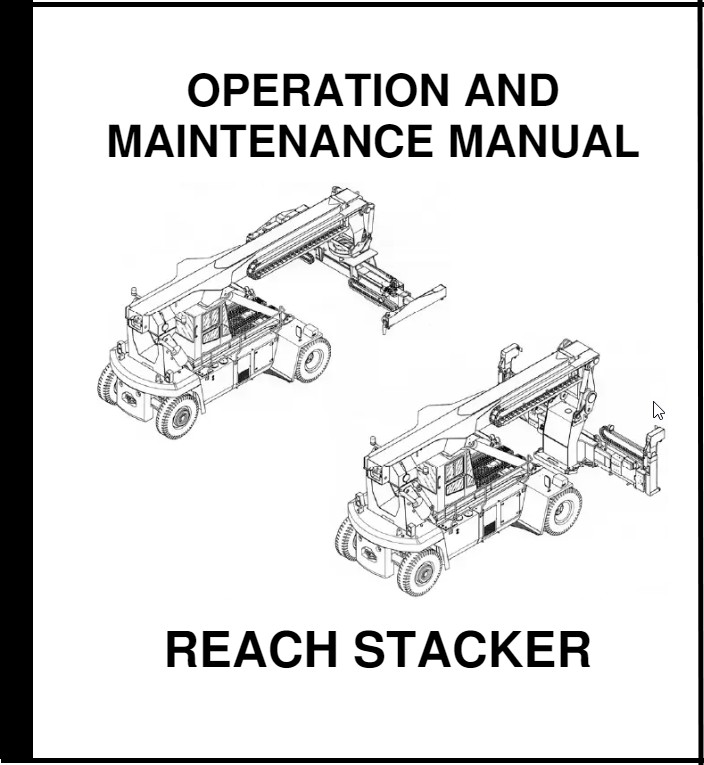 OPERATION AND
MAINTENANCE MANUAL
REACH STACKER